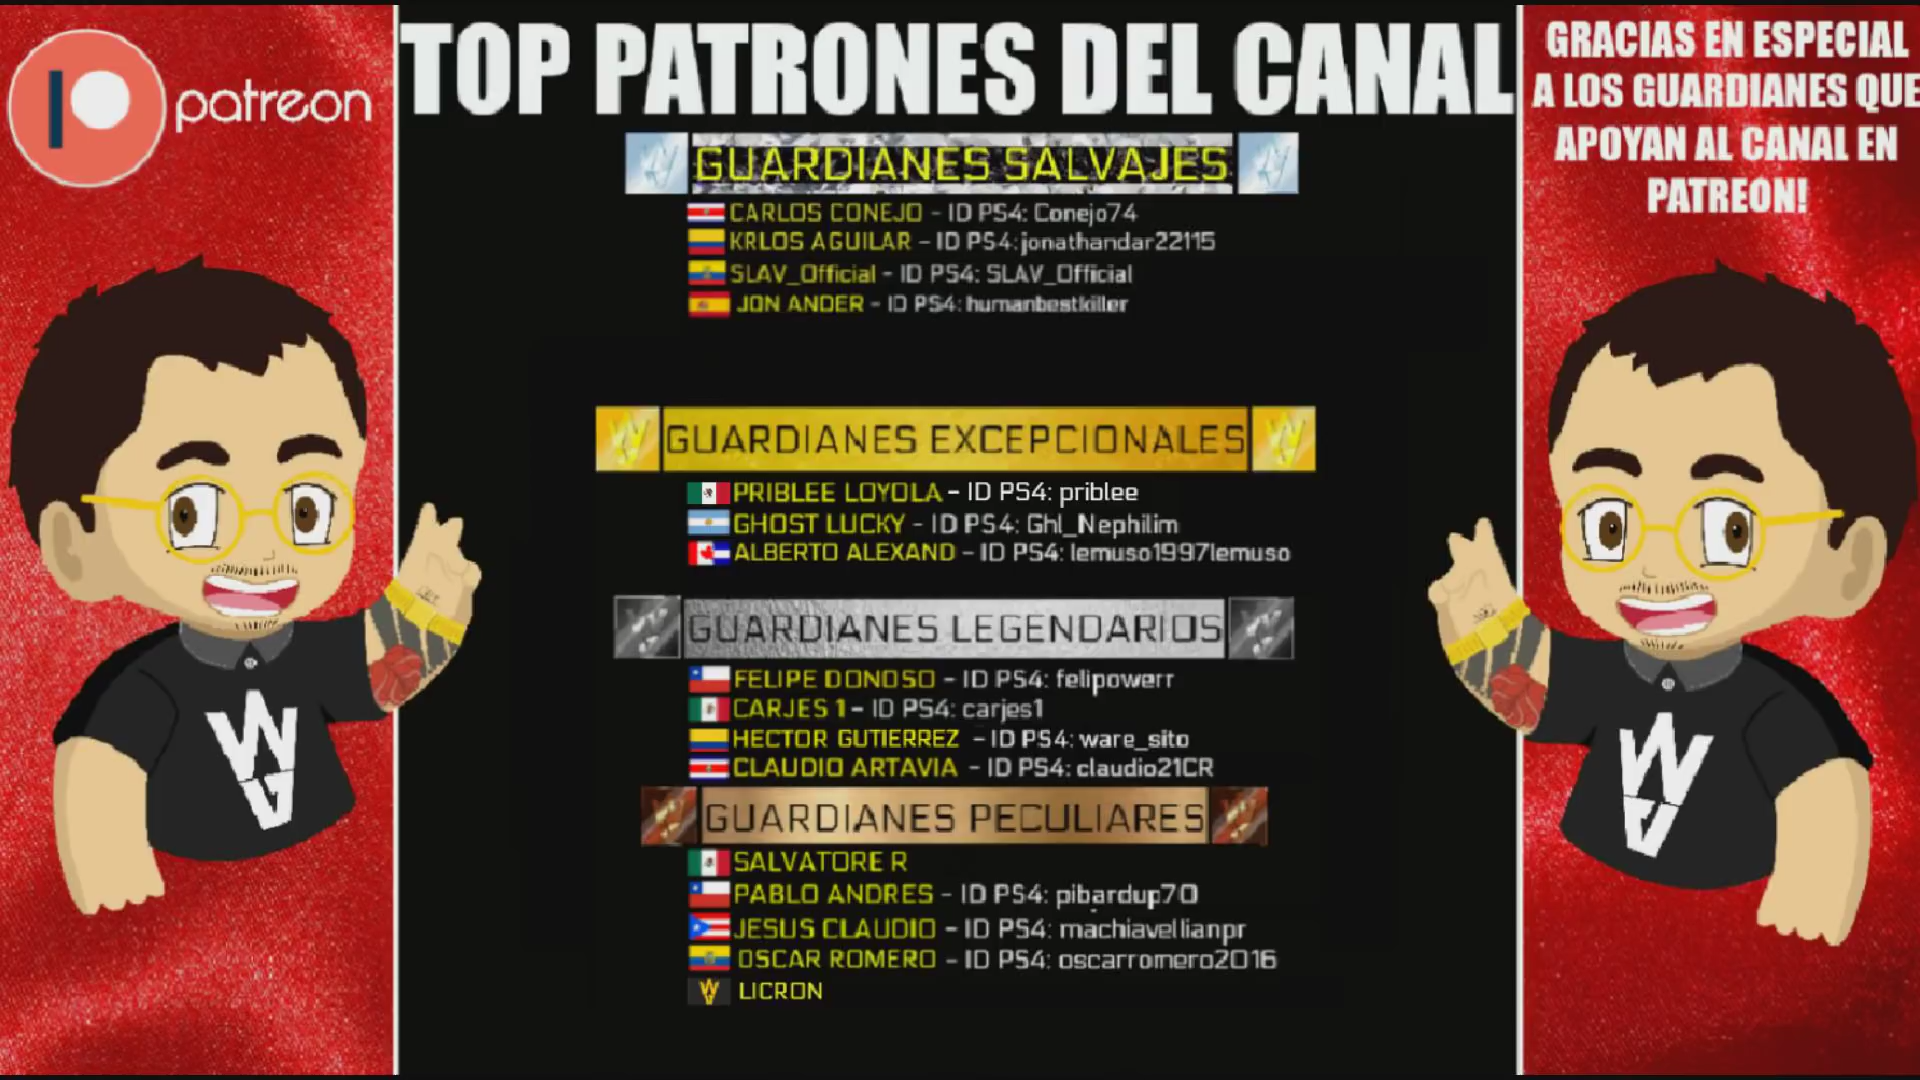 patreon
TOP PATRONES DEL CANAL
GUARDIANES SALVAJES
CARLOS CONEJO - ID PS4: Conejo74
KRLOS AGUILAR - ID PS4:jonathandar22115
SLAV_Official - ID PS4: SLAV_Official
JON ANDER - ID PS4: humanbestkiller
GUARDIANES EXCEPCIONALES
PRIBLEE LOYOLA - ID PS4: priblee
GHOST LUCKY - ID PS4: Ghl_Nephilim
ALBERTO ALEXAND - ID PS4: lemuso1997lemuso
GUARDIANES LEGENDARIOS
FELIPE DONOSO - ID PS4: felipowerr
CARJES 1 - ID PS4: carjes1
HECTOR GUTIERREZ - ID PS4: ware_sito
CLAUDIO ARTAVIA - ID PS4: claudio21CR
GUARDIANES PECULIARES
SALVATORE R
PABLO ANDRES - ID PS4: pibardup70
JESUS CLAUDIO - ID PS4: machiavellianpr
OSCAR ROMERO - ID PS4: oscarromero2016
LICRON
GRACIAS EN ESPECIAL
A LOS GUARDIANES QUE
APOYAN AL CANAL EN
PATREON!